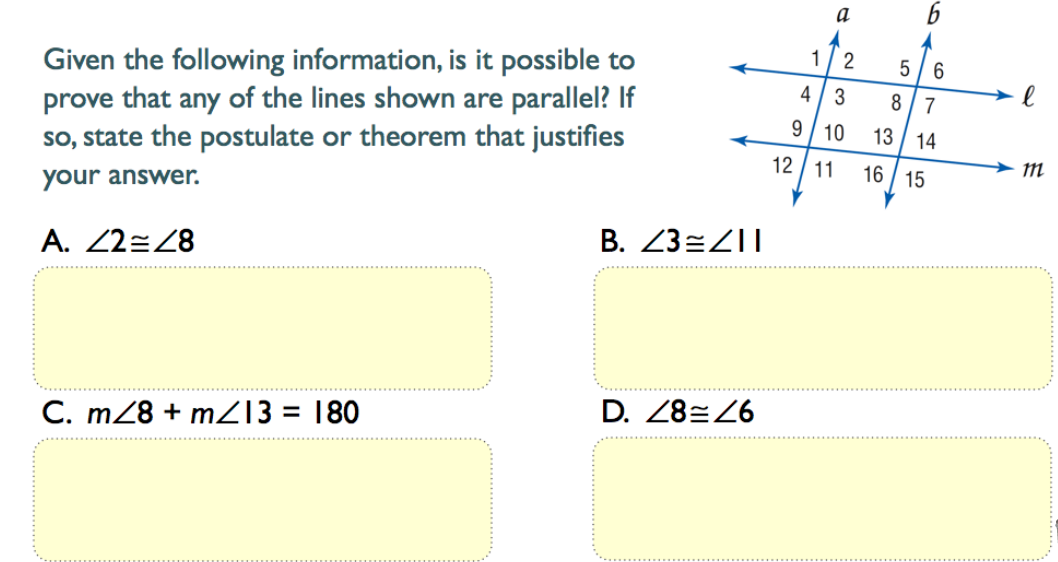 a b
Given the following information, is it possible to
prove that any of the lines shown are parallel? If
so, state the postulate or theorem that justifies
your answer.
1 2 5 6
4 3 8 7 ℓ
9 10 13 14
12 11 16 15 m
A. ∠2≅∠8
B. ∠3≅∠11
C. m∠8 + m∠13 = 180
D. ∠8≅∠6